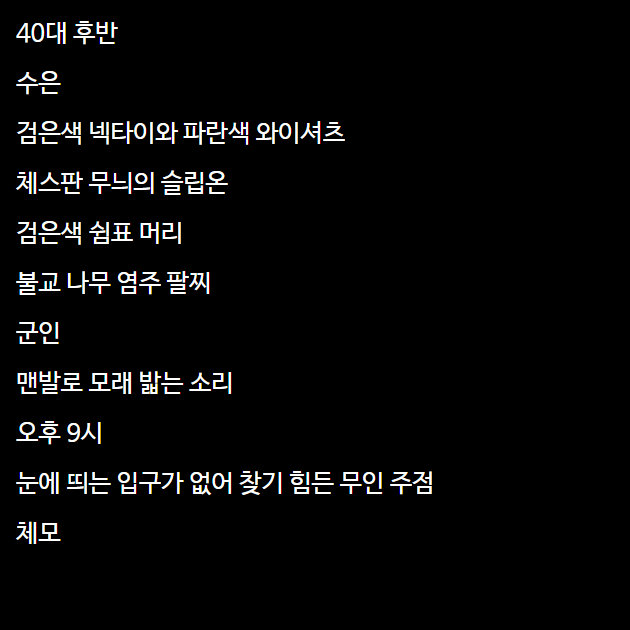 40대 후반
수은
검은색 넥타이와 파란색 와이셔츠
체스판 무늬의 슬립온
검은색 쉼표 머리
불교 나무 염주 팔찌
군인
맨발로 모래 밟는 소리
오후 9시
눈에 띄는 입구가 없어 찾기 힘든 무인 주점
체모